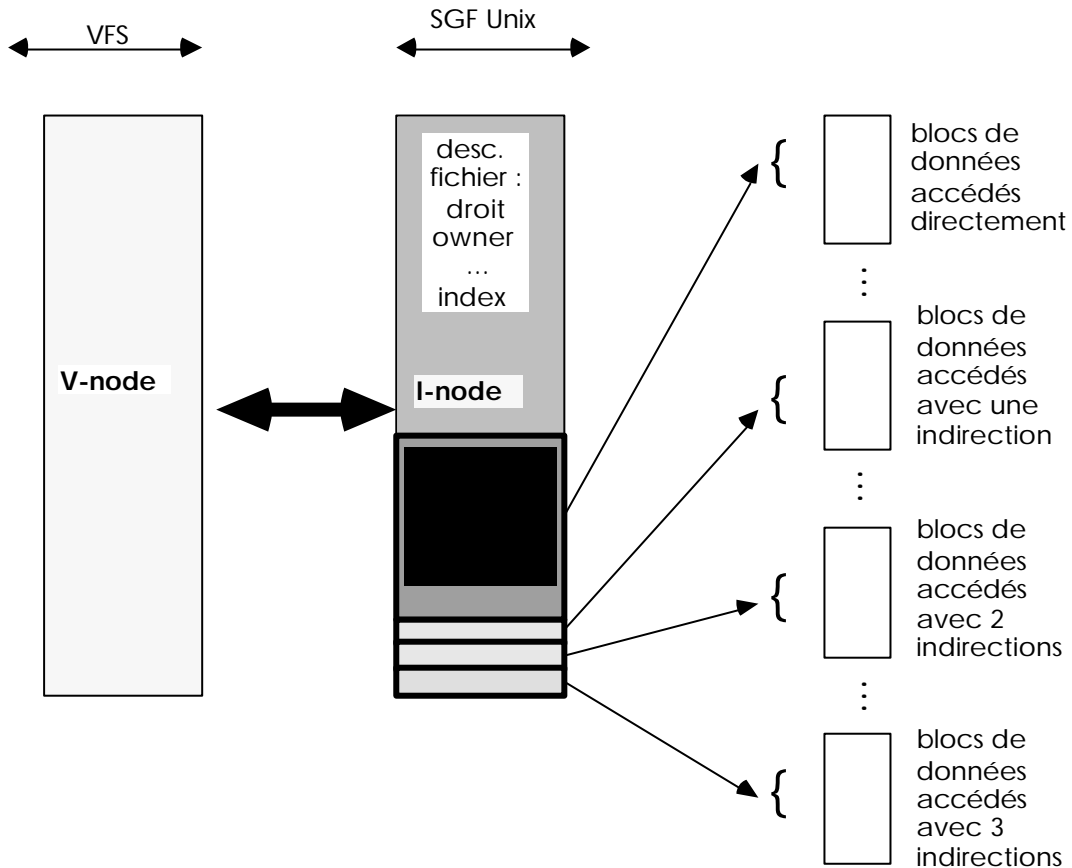 VFS
SGF Unix
desc.
fichier :
droit
owner
...
index
V-node
I-node
{
blocs de
données
accédés
directement
...
{
blocs de
données
accédés
avec une
indirection
...
{
blocs de
données
accédés
avec 2
indirections
...
{
blocs de
données
accédés
avec 3
indirections